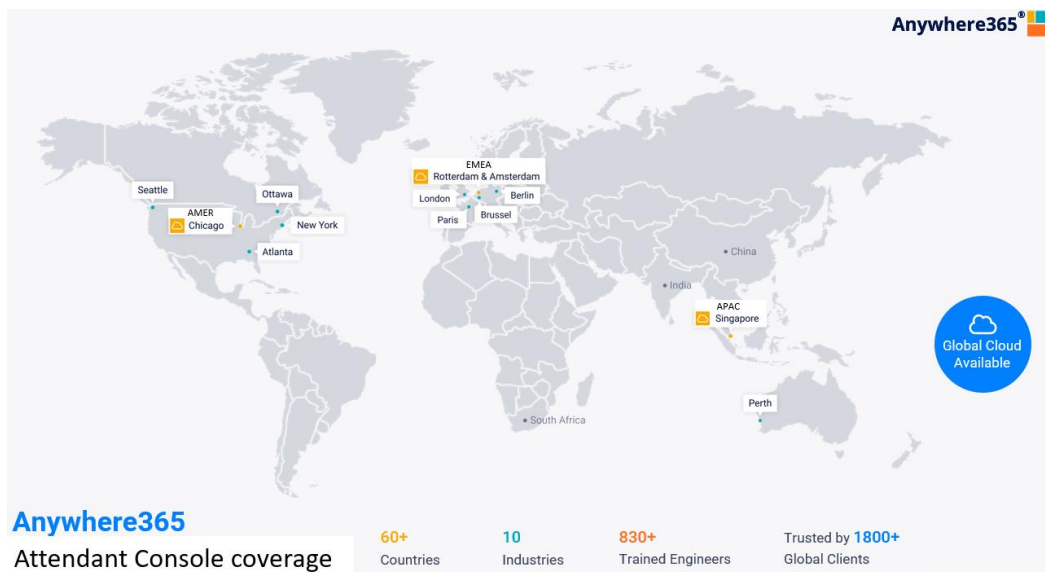 Anywhere365®
EMEA
Rotterdam & Amsterdam
Seattle
Ottawa
London
Berlin
AMER
Chicago
New York
Paris
Brussel
Atlanta
China
India
APAC
Singapore
Global Cloud
Available
Perth
South Africa
Anywhere365
Attendant Console coverage
60+
Countries
10
Industries
830+
Trained Engineers
Trusted by 1800+
Global Clients